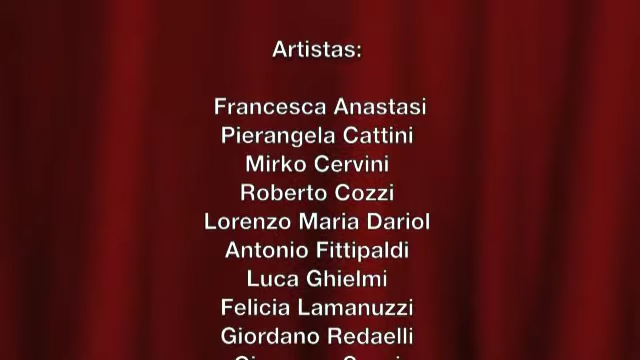 Artistas:
Francesca Anastasi
Pierangela Cattini
Mirko Cervini
Roberto Cozzi
Lorenzo Maria Dariol
Antonio Fittipaldi
Luca Ghielmi
Felicia Lamanuzzi
Giordano Redaelli